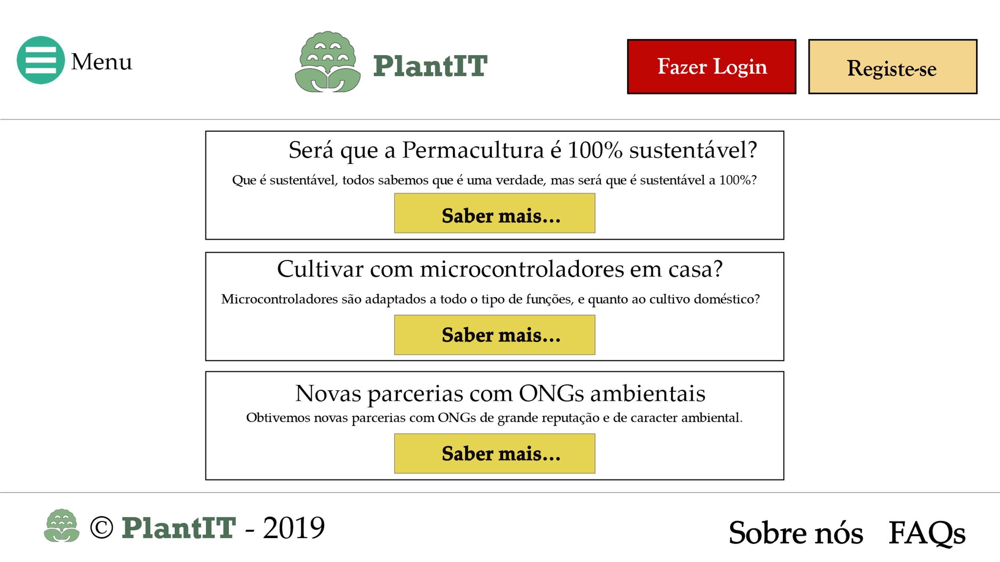 Menu
PlantIT
Fazer Login
Registe-se
Será que a Permacultura é 100% sustentável?
Que é sustentável, todos sabemos que é uma verdade, mas será que é sustentável a 100%?
Saber mais...
Cultivar com microcontroladores em casa?
Microcontroladores são adaptados a todo o tipo de funções, e quanto ao cultivo doméstico?
Saber mais...
Novas parcerias com ONGs ambientais
Obtivemos novas parcerias com ONGs de grande reputação e de caracter ambiental.
Saber mais...
© PlantIT - 2019
Sobre nós
FAQs